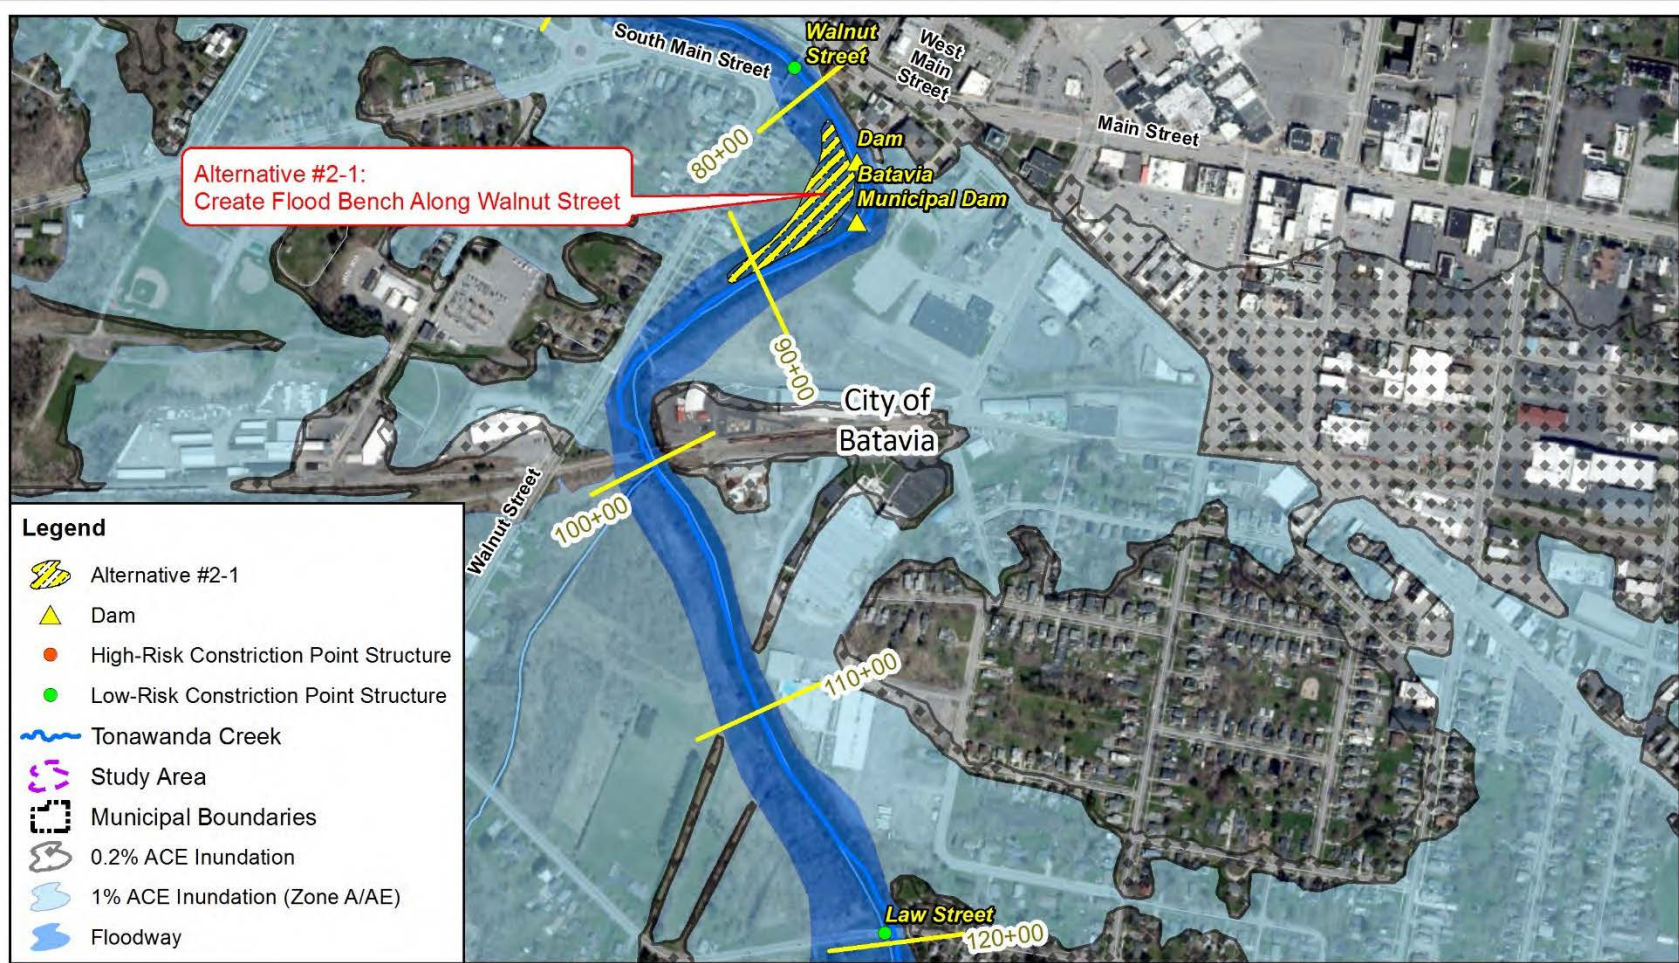 South Main Street
Walnut
Street
West
Main
Street
Main Street
80+00
Dam
Batavia
Municipal Dam
Alternative #2-1:
Create Flood Bench Along Walnut Street
90+00
City of
Batavia
100+00
Walnut Street
110+00
Law Street
120+00
Legend
Alternative #2-1
Dam
High-Risk Constriction Point Structure
Low-Risk Constriction Point Structure
Tonawanda Creek
Study Area
Municipal Boundaries
0.2% ACE Inundation
1% ACE Inundation (Zone A/AE)
Floodway